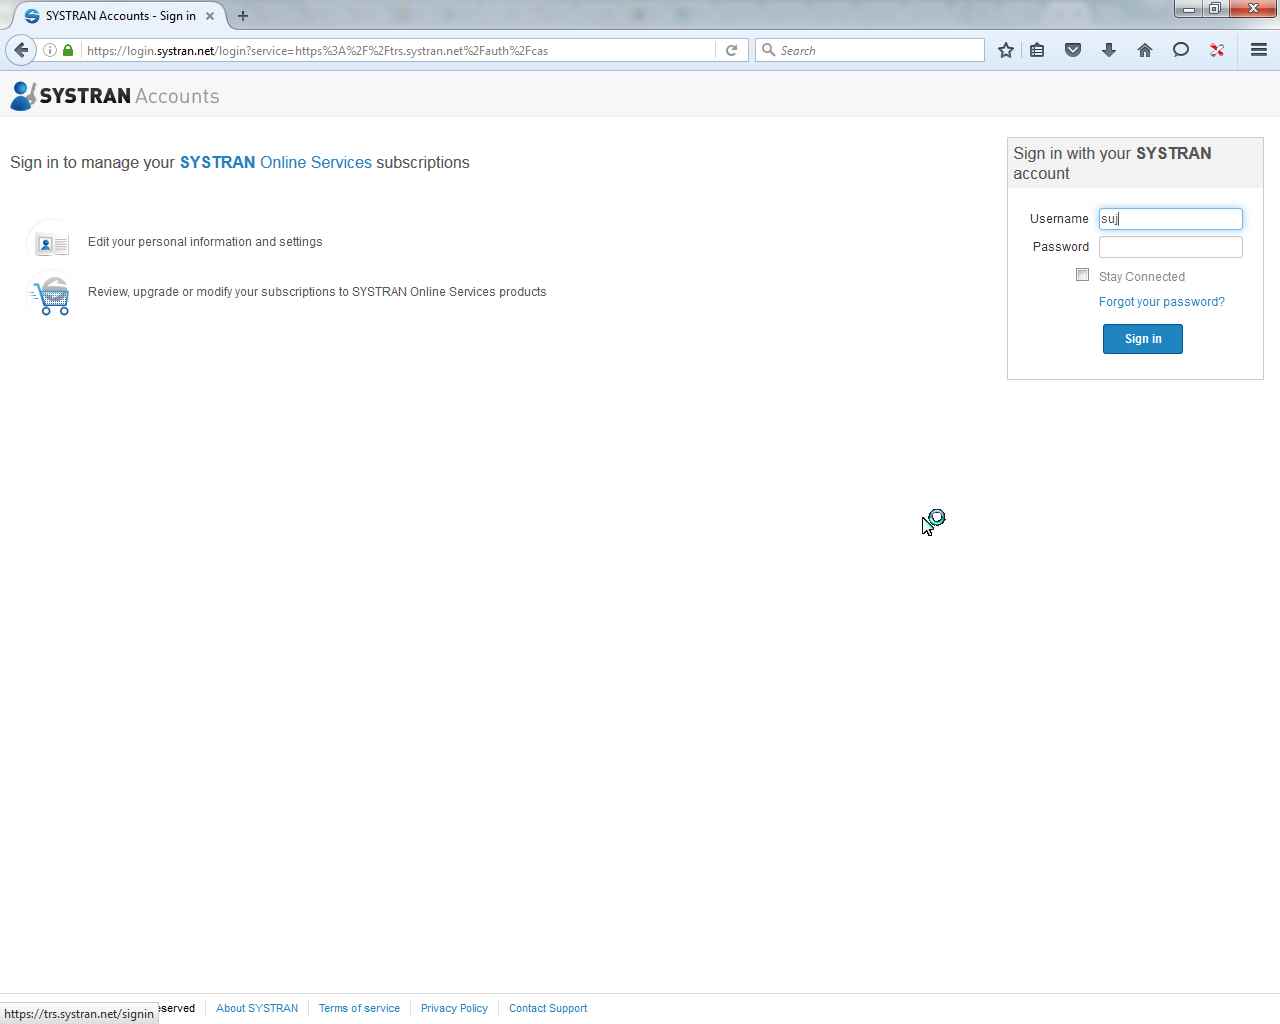 SYSTRAN Accounts - Sign in
https://login.systran.net/login?service=https%3A%2F%2Ftrs.systran.net%2Fauth%2Fcas
Search
SYSTRAN Accounts
Sign in to manage your SYSTRAN Online Services subscriptions
Edit your personal information and settings
Review, upgrade or modify your subscriptions to SYSTRAN Online Services products
Sign in with your SYSTRAN
account
Username suj
Password
Stay Connected
Forgot your password?
Sign in
eserved About SYSTRAN Terms of service Privacy Policy Contact Support
https://trs.systran.net/signin